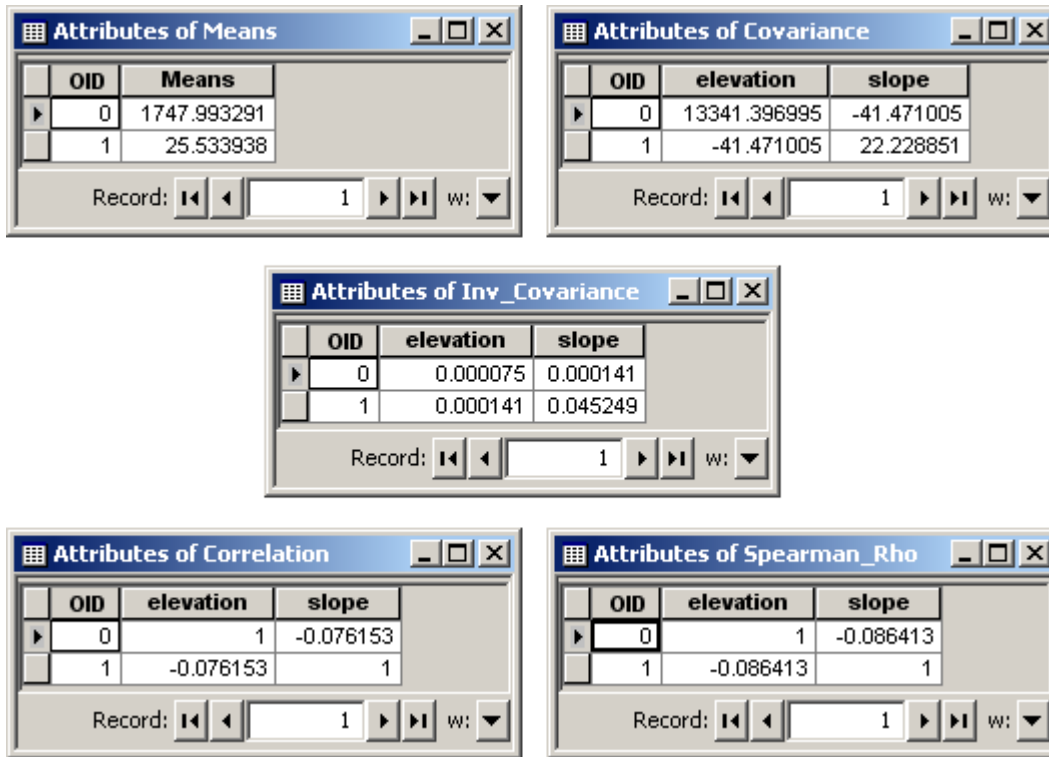 Attributes of Means
OID Means
0 1747.993291
1 25.533938
Record: 1 w:
Attributes of Covariance
OID elevation slope
0 13341.396995 -41.471005
1 -41.471005 22.228851
Record: 1 w:
Attributes of Inv_Covariance
OID elevation slope
0 0.000075 0.000141
1 0.000141 0.045249
Record: 1 w:
Attributes of Correlation
OID elevation slope
0 1 -0.076153
1 -0.076153 1
Record: 1 w:
Attributes of Spearman_Rho
OID elevation slope
0 1 -0.086413
1 -0.086413 1
Record: 1 w: